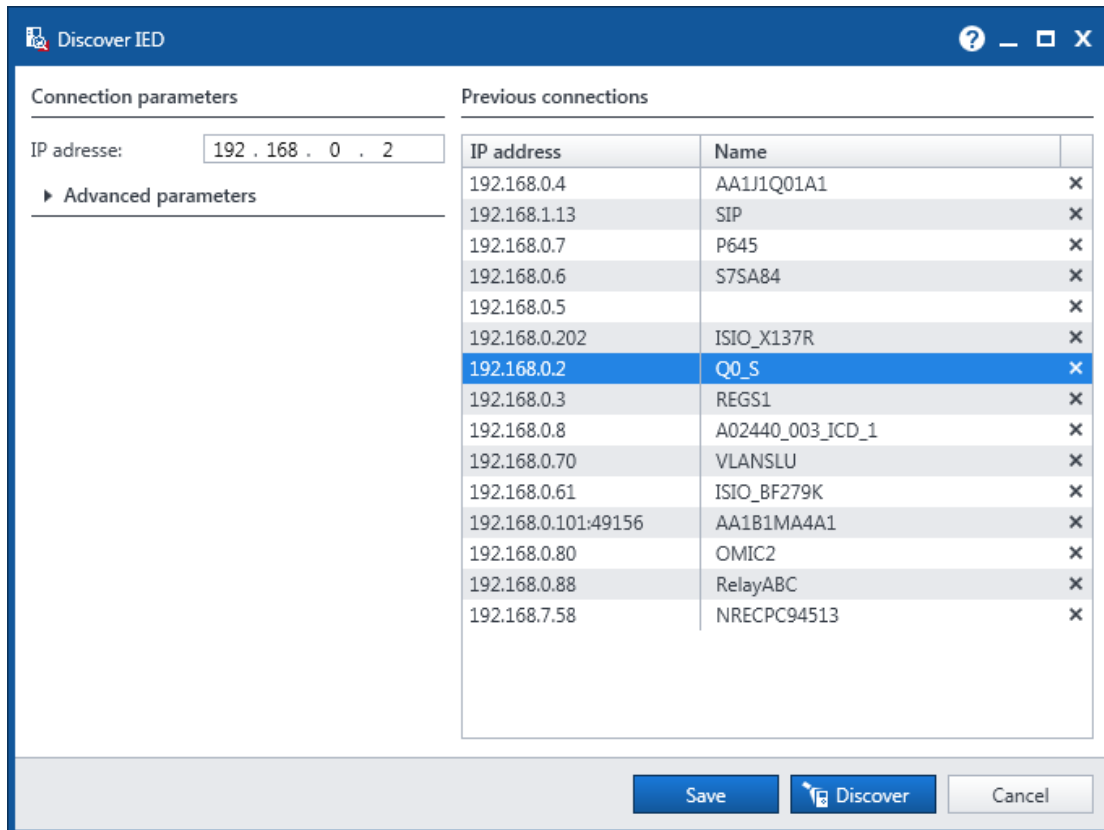 Discover IED
Connection parameters
IP adresse: 192 . 168 . 0 . 2
Advanced parameters
Previous connections
IP address Name
192.168.0.4 AA1J1Q01A1
192.168.1.13 SIP
192.168.0.7 P645
192.168.0.6 S7SA84
192.168.0.5
192.168.0.202 ISIO_X137R
192.168.0.2 Q0_S
192.168.0.3 REGS1
192.168.0.8 A02440_003_ICD_1
192.168.0.70 VLANSLU
192.168.0.61 ISIO_BF279K
192.168.0.101:49156 AA1B1MA4A1
192.168.0.80 OMIC2
192.168.0.88 RelayABC
192.168.7.58 NRECPC94513
Save Discover Cancel